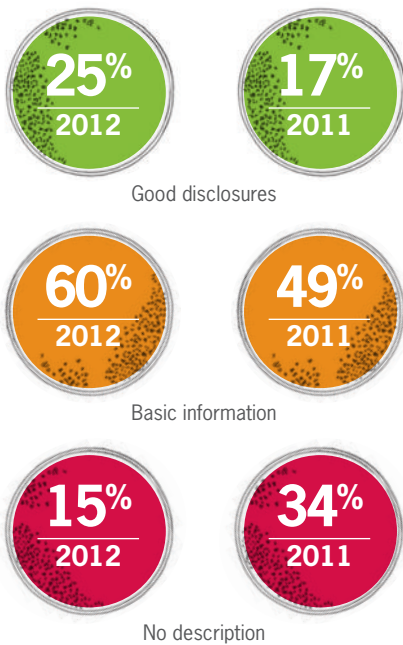 25% 17%
2012 2011
Good disclosures
60% 49%
2012 2011
Basic information
15% 34%
2012 2011
No description